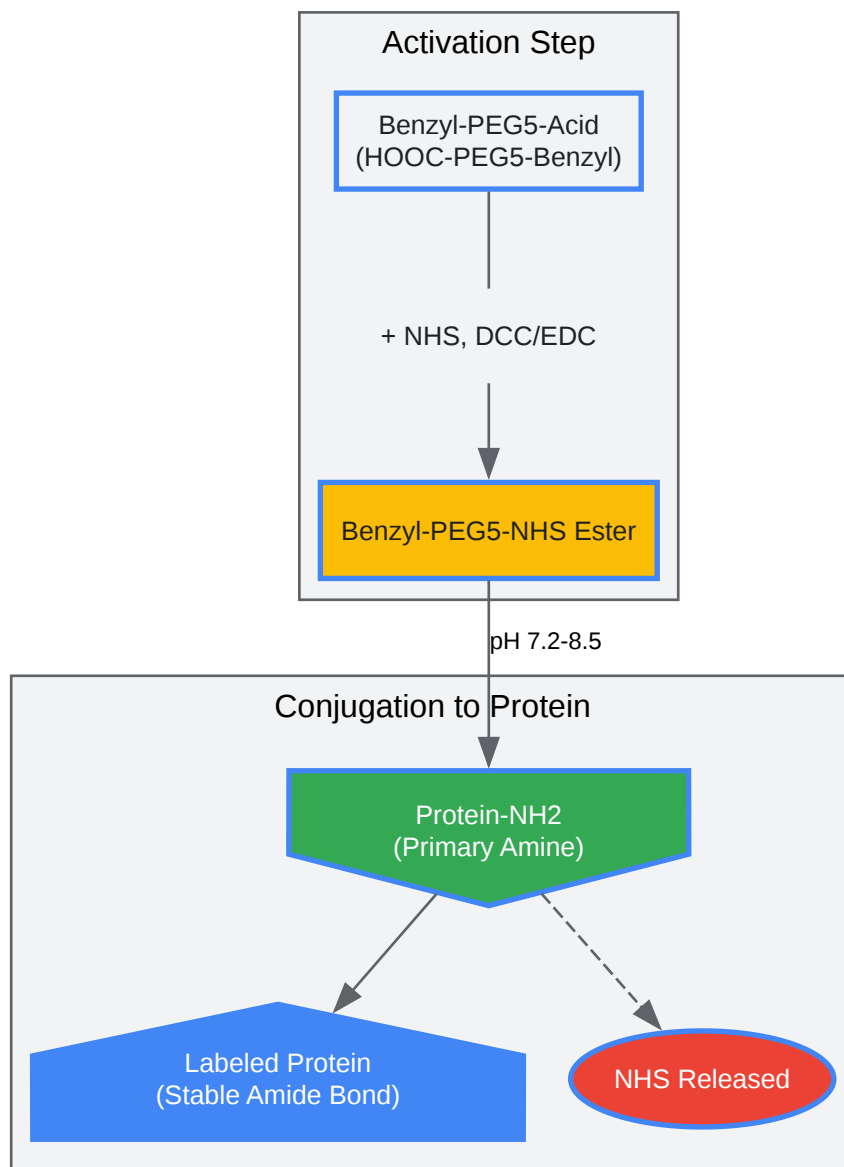 Activation Step
Benzyl-PEG5-Acid
(HOOC-PEG5-Benzyl)
+ NHS, DCC/EDC
Benzyl-PEG5-NHS Ester
pH 7.2-8.5
Conjugation to Protein
Protein-NH2
(Primary Amine)
Labeled Protein
(Stable Amide Bond)
NHS Released